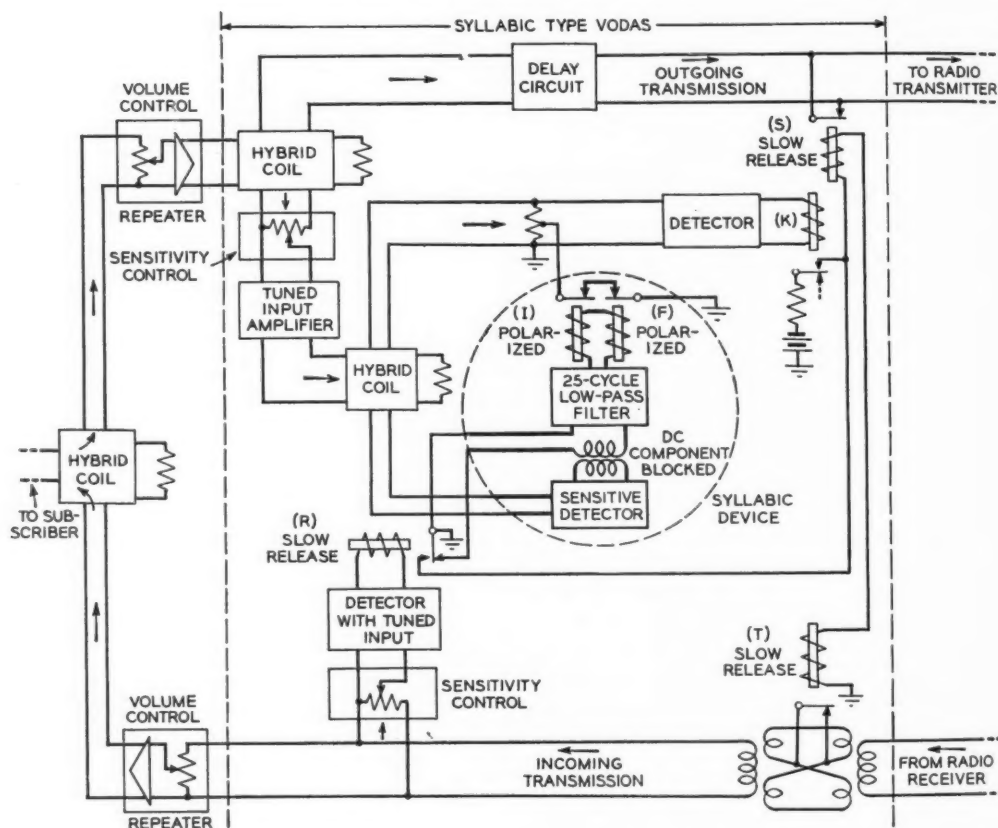 SYLLABIC TYPE VODAS
VOLUME
CONTROL
REPEATER
HYBRID
COIL
DELAY
CIRCUIT
OUTGOING
TRANSMISSION
TO RADIO
TRANSMITTER
(S)
SLOW
RELEASE
SENSITIVITY
CONTROL
TUNED
INPUT
AMPLIFIER
HYBRID
COIL
DETECTOR
(K)
(I)
POLAR-
IZED
(F)
POLAR-
IZED
25-CYCLE
LOW-PASS
FILTER
DC
COMPONENT
BLOCKED
SENSITIVE
DETECTOR
SYLLABIC
DEVICE
HYBRID
COIL
TO SUB-
SCRIBER
(R)
SLOW
RELEASE
DETECTOR
WITH TUNED
INPUT
SENSITIVITY
CONTROL
(T)
SLOW
RELEASE
VOLUME
CONTROL
REPEATER
INCOMING
TRANSMISSION
FROM RADIO
RECEIVER